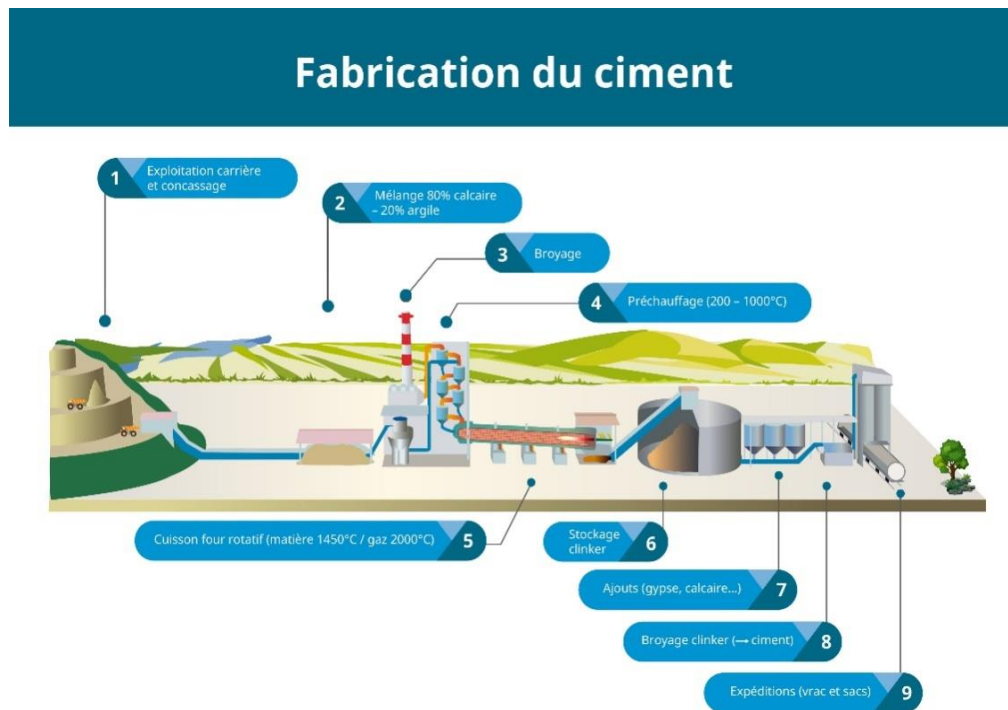 Fabrication du ciment
1
Exploitation carrière
et concassage
2
Mélange 80% calcaire
– 20% argile
3
Broyage
4
Préchauffage (200 – 1000°C)
Cuisson four rotatif (matière 1450°C / gaz 2000°C)
5
Stockage
clinker
6
Ajouts (gypse, calcaire...)
7
Broyage clinker (→ ciment)
8
Expéditions (vrac et sacs)
9